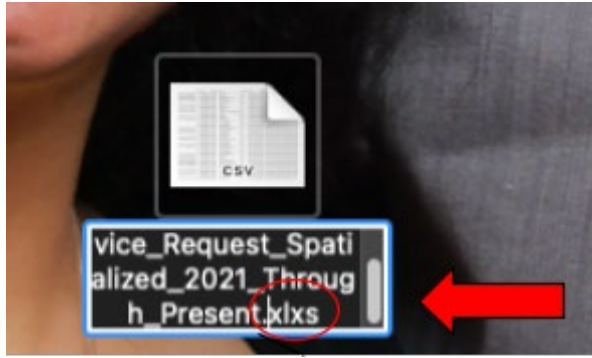 CSV
vice_Request_Spati
alized_2021_Throug
h_Present.xlxs